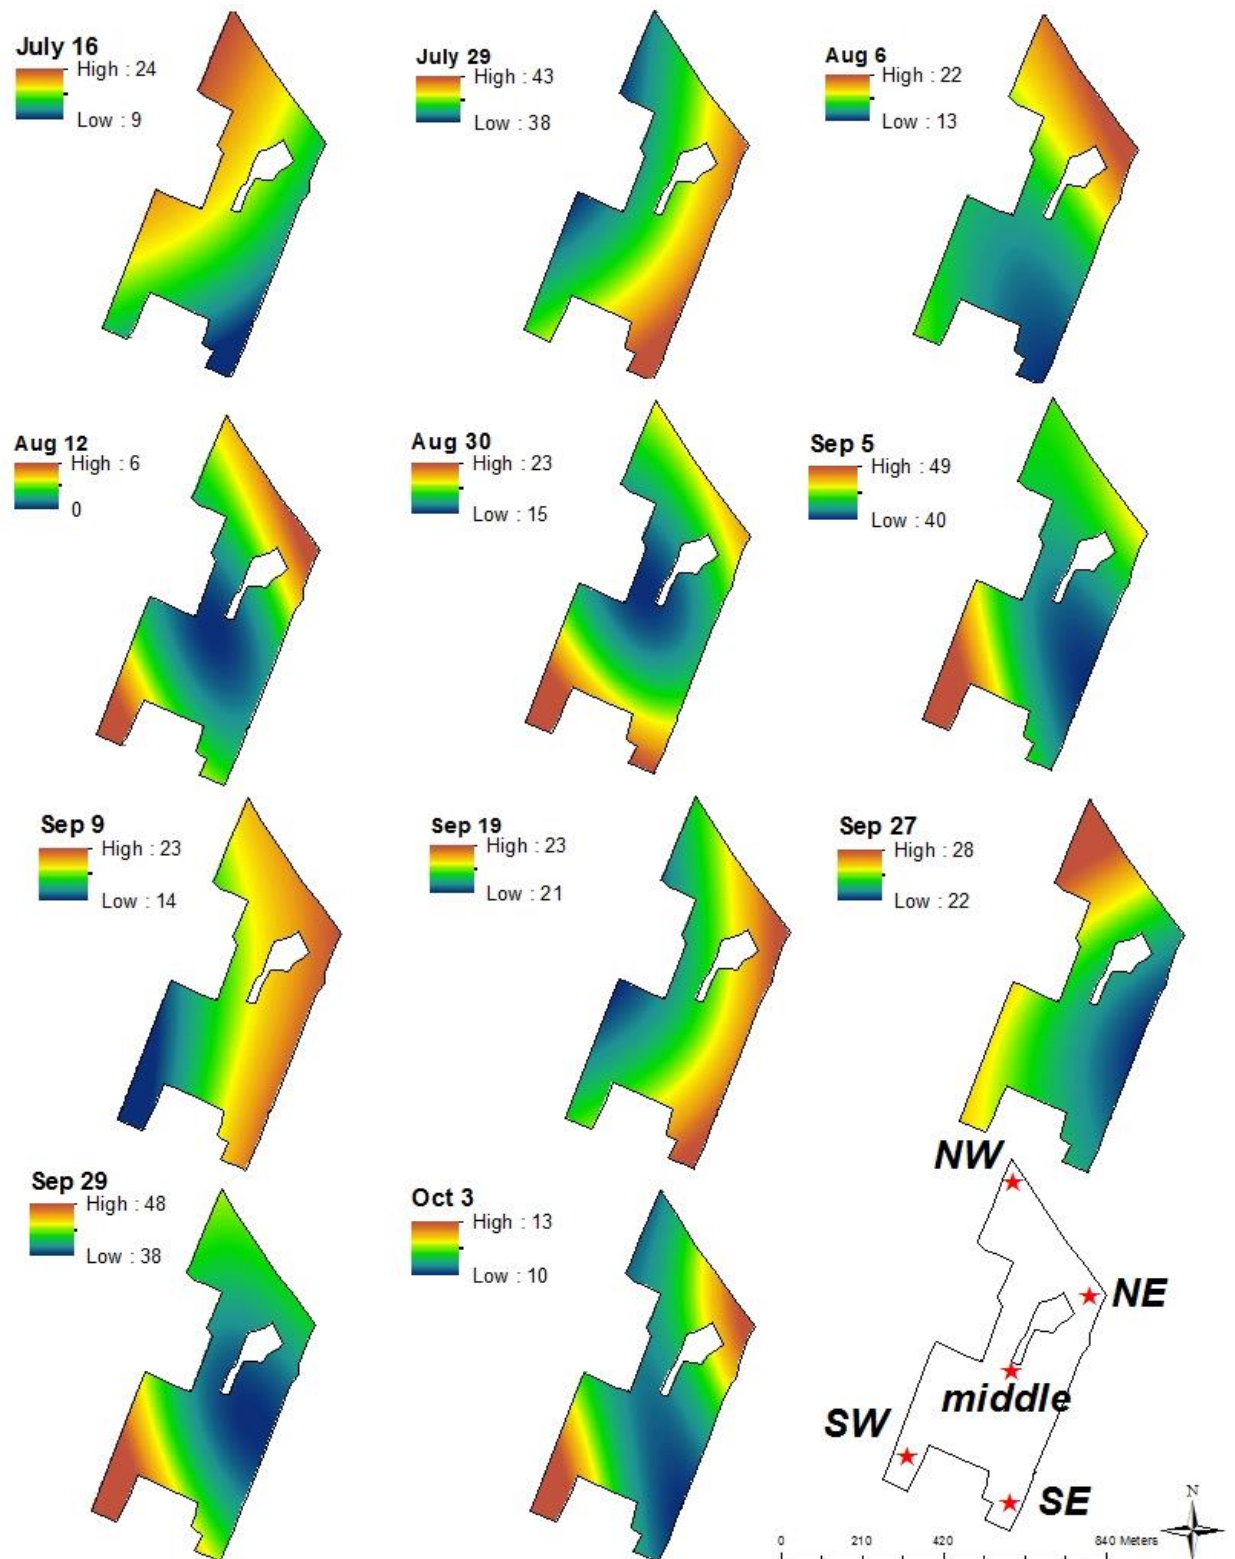 July 16
High : 24
Low : 9
July 29
High : 43
Low : 38
Aug 6
High : 22
Low : 13
Aug 12
High : 6
0
Aug 30
High : 23
Low : 15
Sep 5
High : 49
Low : 40
Sep 9
High : 23
Low : 14
Sep 19
High : 23
Low : 21
Sep 27
High : 28
Low : 22
Sep 29
High : 48
Low : 38
Oct 3
High : 13
Low : 10
NW
NE
middle
SW
SE
N
0 210 420 840 Meters